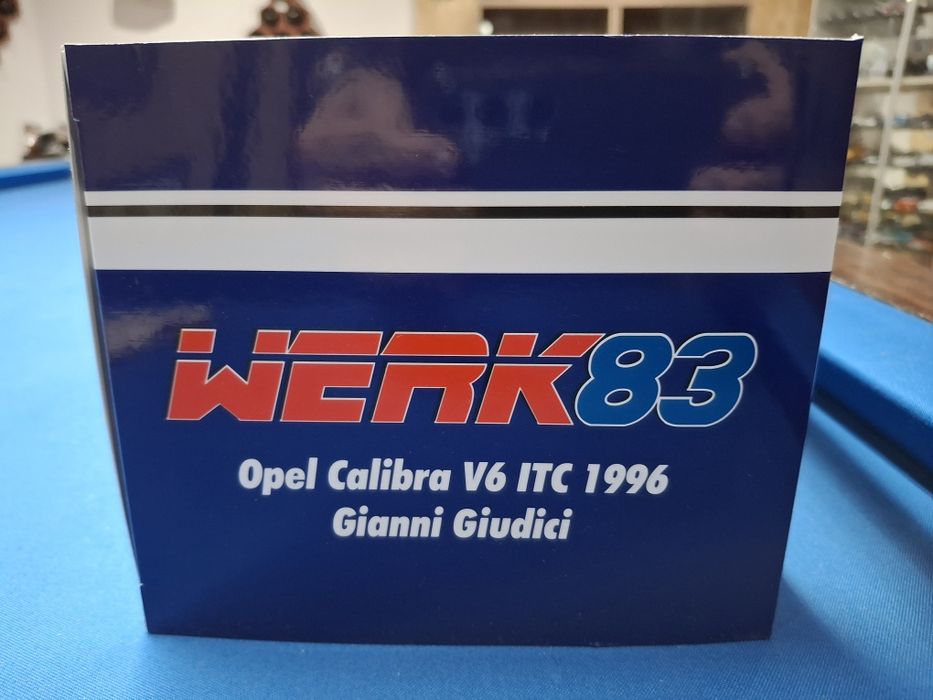 WERK83
Opel Calibra V6 ITC 1996
Gianni Giudici